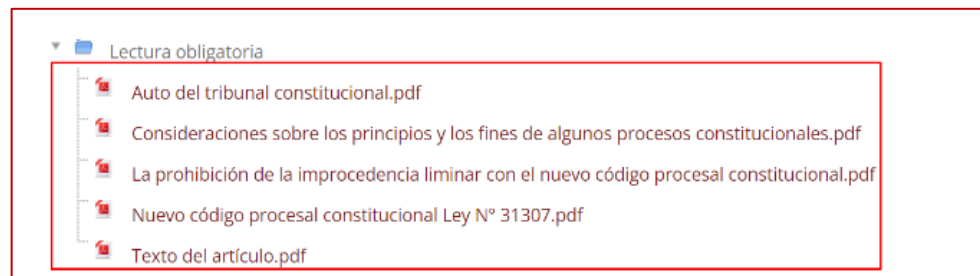 Lectura obligatoria
Auto del tribunal constitucional.pdf
Consideraciones sobre los principios y los fines de algunos procesos constitucionales.pdf
La prohibición de la improcedencia liminar con el nuevo código procesal constitucional.pdf
Nuevo código procesal constitucional Ley N° 31307.pdf
Texto del artículo.pdf